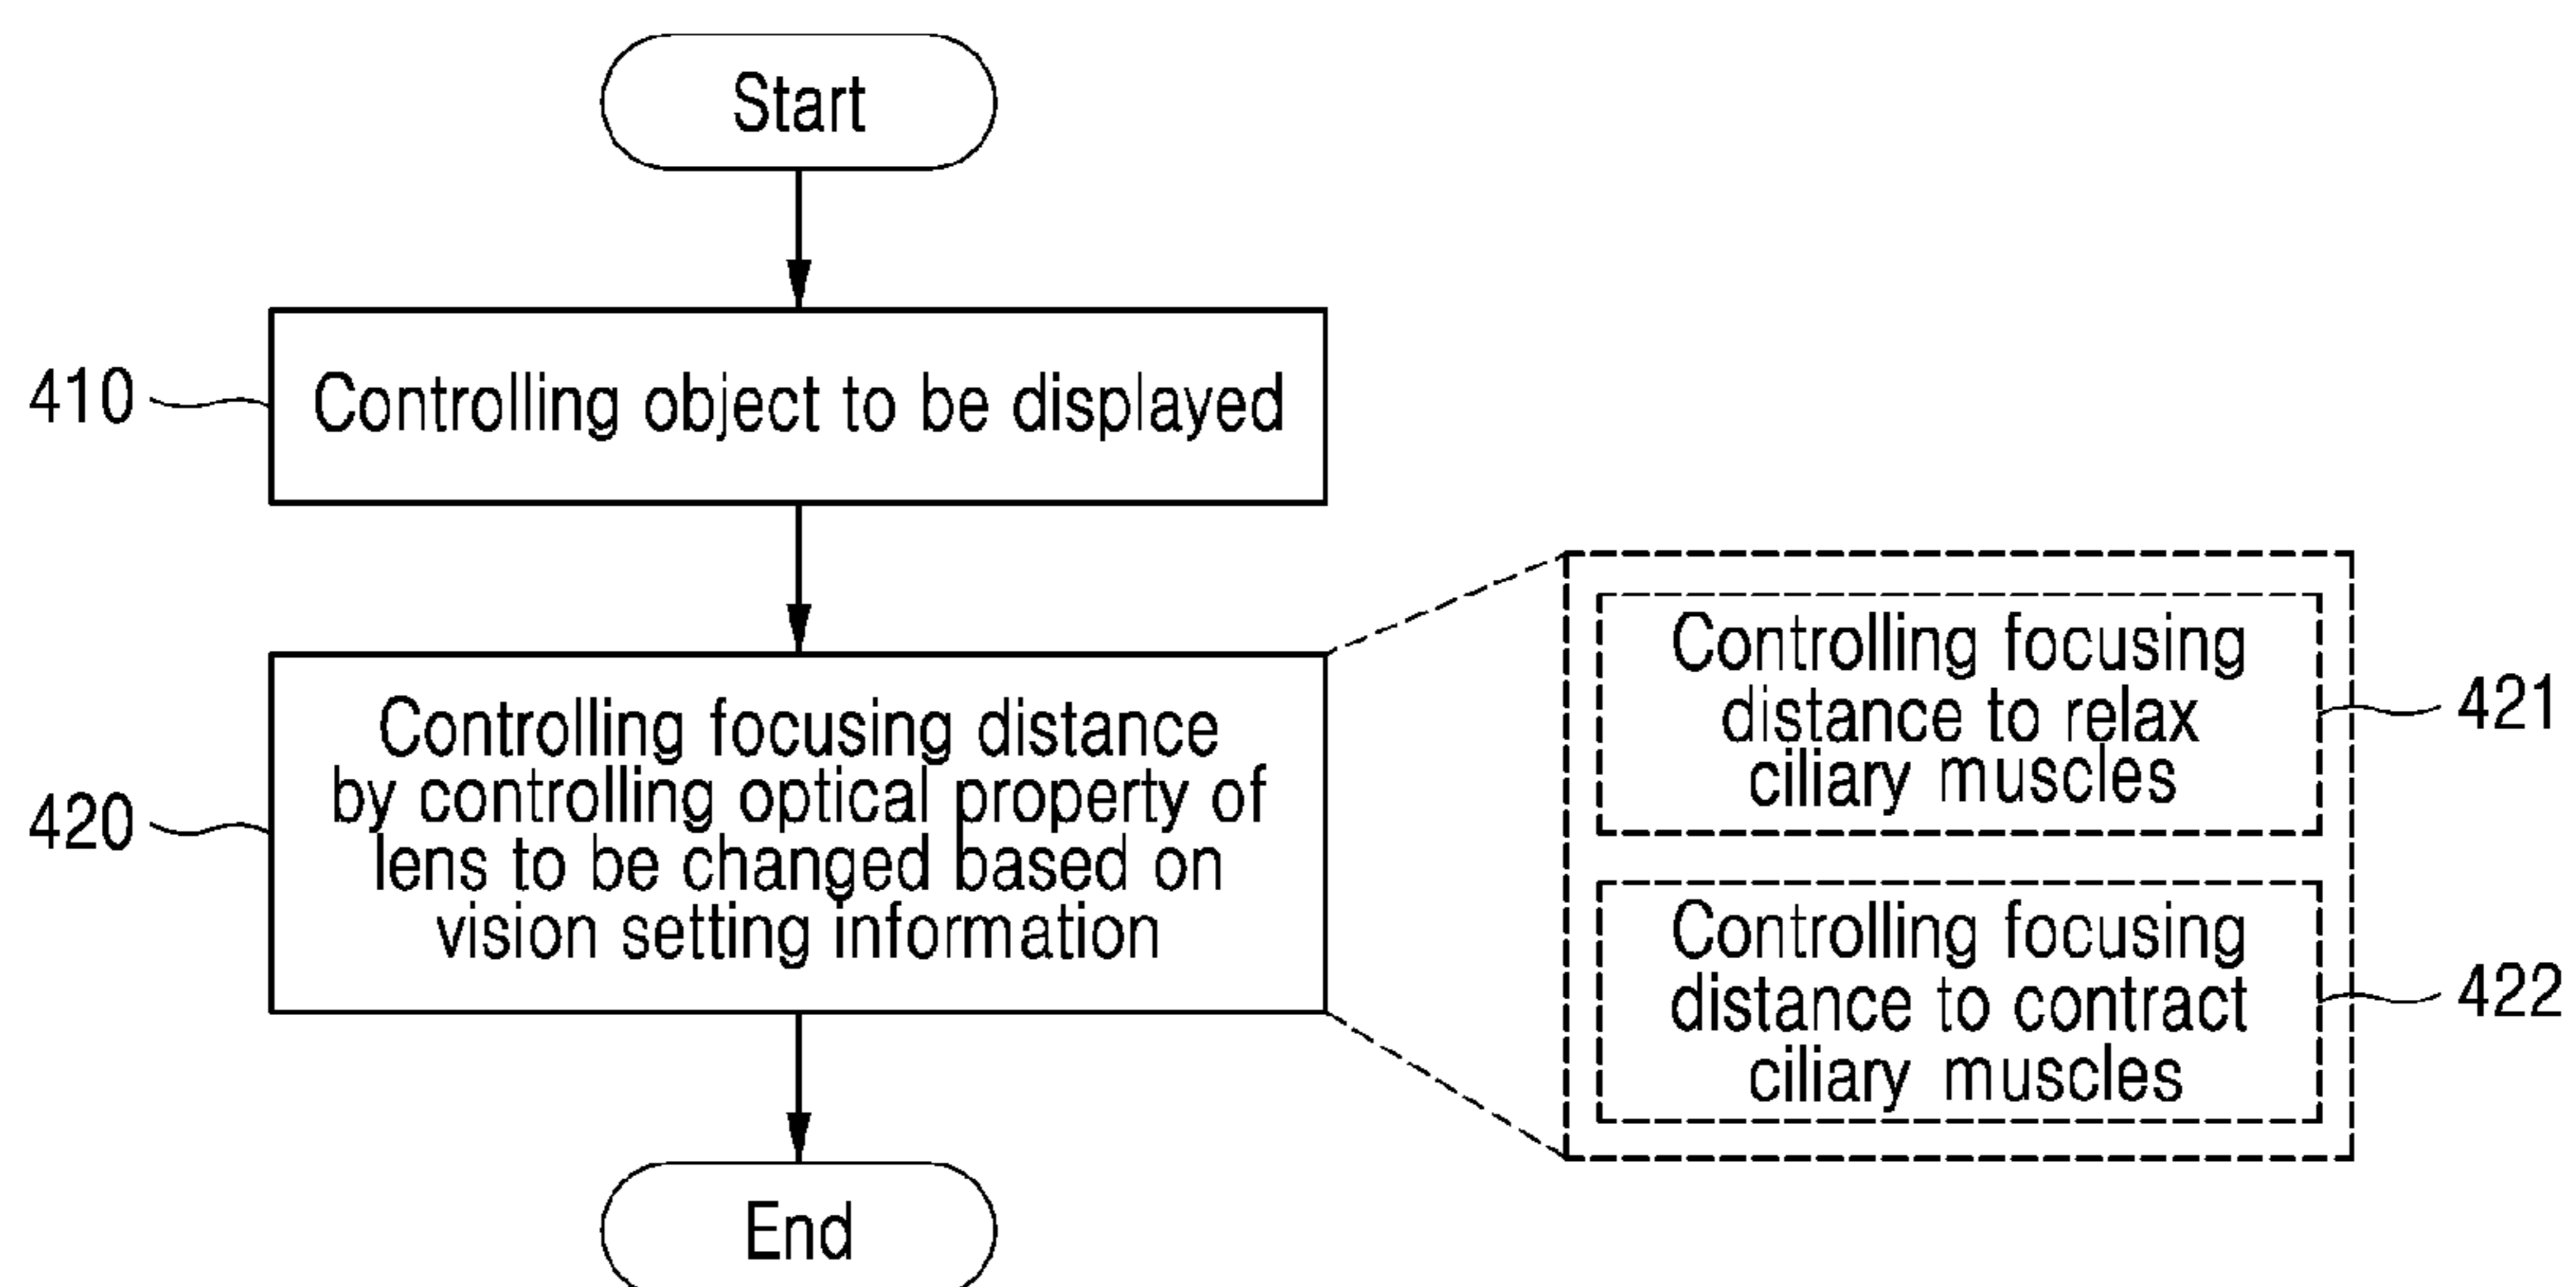 Start
410
Controlling object to be displayed
420
Controlling focusing distance
by controlling optical property of
lens to be changed based on
vision setting information
Controlling focusing
distance to relax
ciliary muscles
421
Controlling focusing
distance to contract
ciliary muscles
422
End